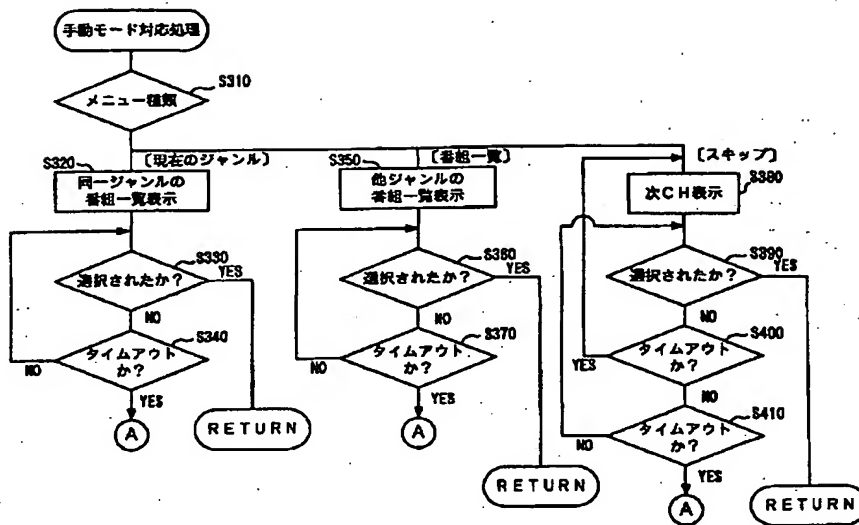 手動モード対応処理
S310
メニュー種類
S320
[現在のジャンル]
同一ジャンルの
番組一覧表示
S330
選択されたか？
YES
NO
S340
タイムアウト
か？
NO
YES
A
RETURN
S350
[番組一覧]
他ジャンルの
番組一覧表示
S360
選択されたか？
YES
NO
S370
タイムアウト
か？
NO
YES
A
RETURN
[スキップ]
S380
次CH表示
S390
選択されたか？
YES
NO
S400
タイムアウト
か？
YES
NO
S410
タイムアウト
か？
NO
YES
A
RETURN